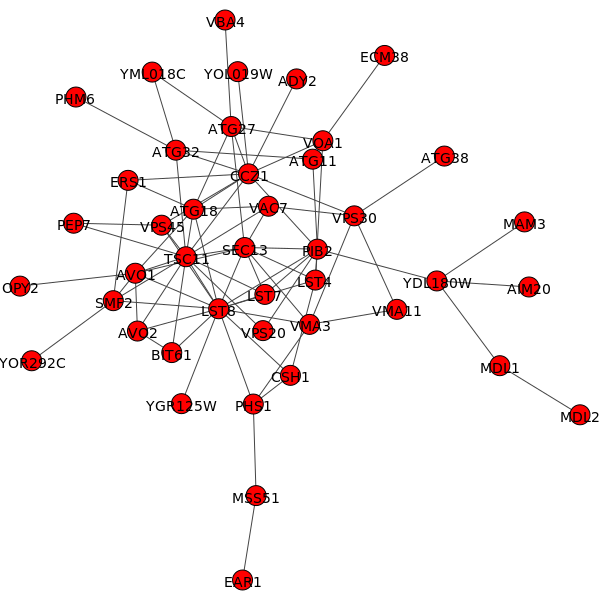 VBA4
ECM38
YML018C
YOL019W
ADY2
PHM6
ATG27
VOA1
ATG32
ATG11
ATG38
CCZ1
ERS1
ATG18
VAC7
VPS30
PEP7
VPS45
MAM3
SEC13
PIB2
TSC11
AVO1
LST4
YDL180W
OPY2
AIM20
LST7
SMF2
LST8
VMA11
VMA3
AVO2
VPS20
BIT61
YOR292C
MDL1
CSH1
YGR125W
PHS1
MDL2
MSS51
EAR1